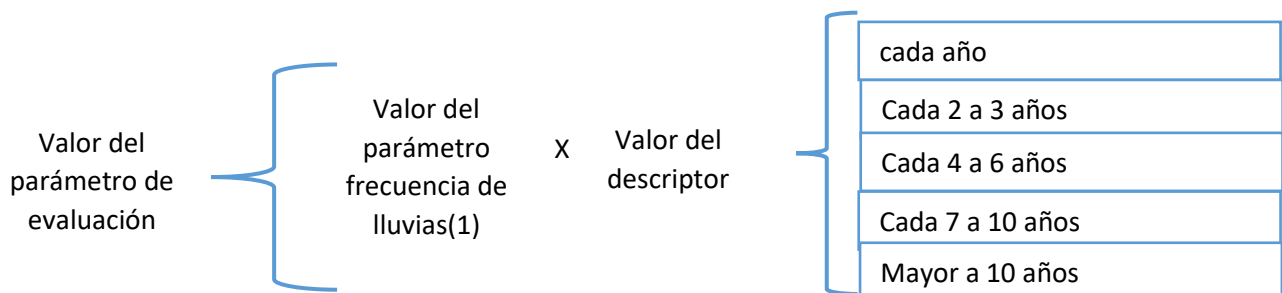 Valor del
parámetro de
evaluación
Valor del
parámetro
frecuencia de
lluvias(1)
X
Valor del
descriptor
cada año
Cada 2 a 3 años
Cada 4 a 6 años
Cada 7 a 10 años
Mayor a 10 años